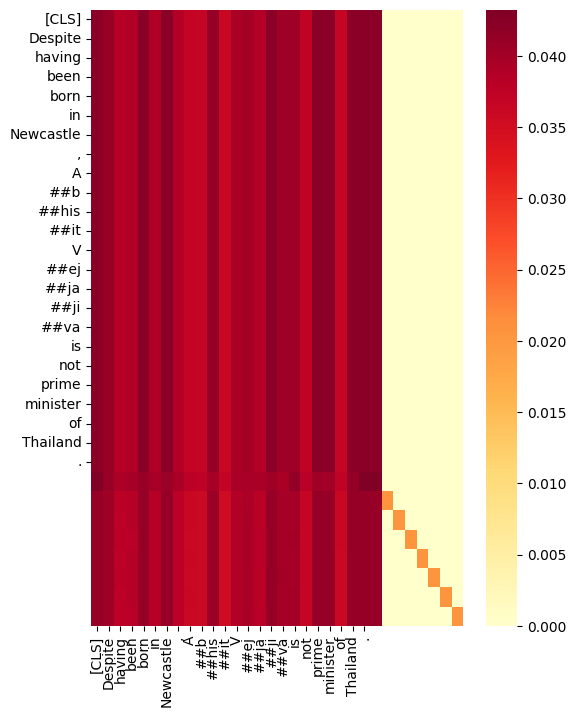 [CLS]
Despite
having
been
born
in
Newcastle
,
A
##b
##his
##it
V
##ej
##ja
##ji
##va
is
not
prime
minister
of
Thailand
.
0.040
0.035
0.030
0.025
0.020
0.015
0.010
0.005
0.000
[CLS]
Despite
having
been
born
in
Newcastle
,
A
##b
##his
##it
V
##ej
##ja
##ji
##va
is
not
prime
minister
of
Thailand
.